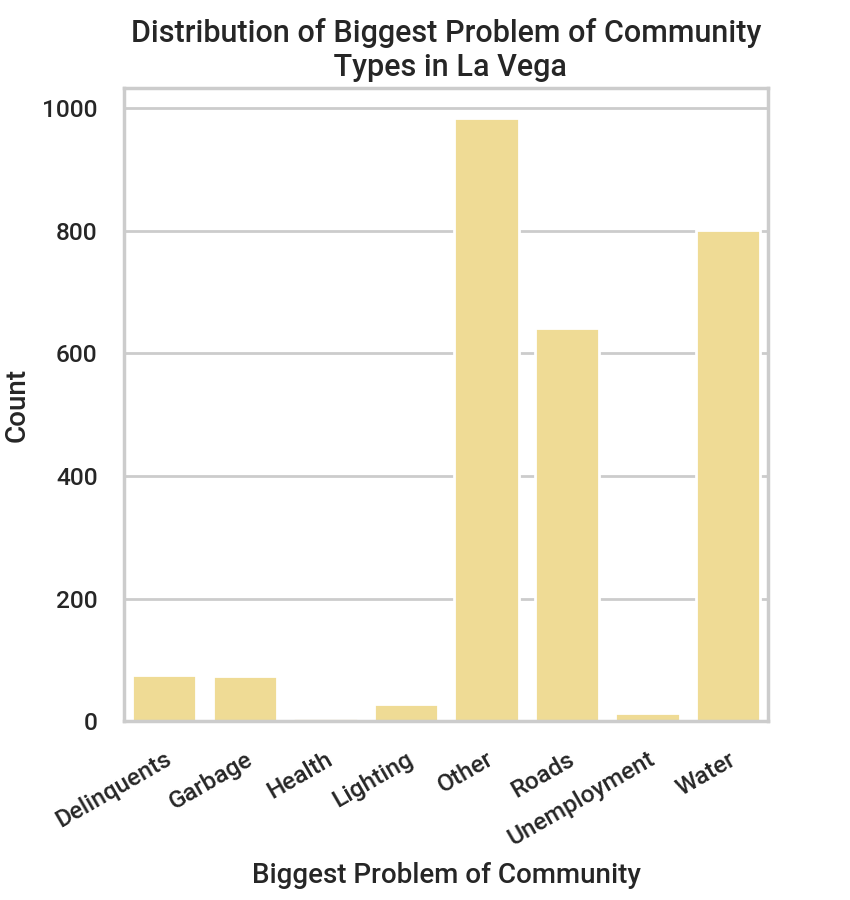 Distribution of Biggest Problem of Community
Types in La Vega
1000
800
600
400
200
0
Count
Delinquents
Garbage
Health
Lighting
Other
Roads
Unemployment
Water
Biggest Problem of Community